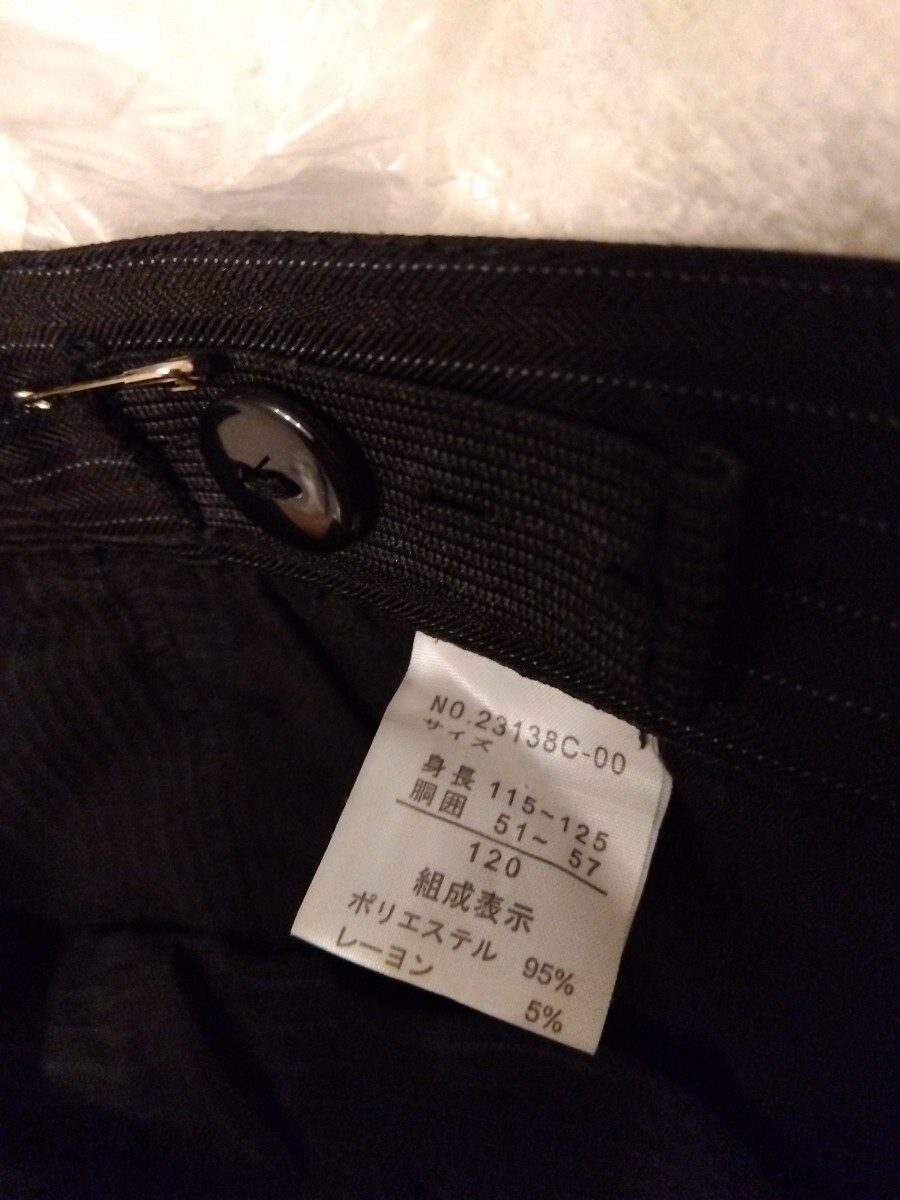 NO.23138C-00
サイズ
身長 115~125
胴囲 51~ 57
120
組成表示
ポリエステル 95%
レーヨン 5%